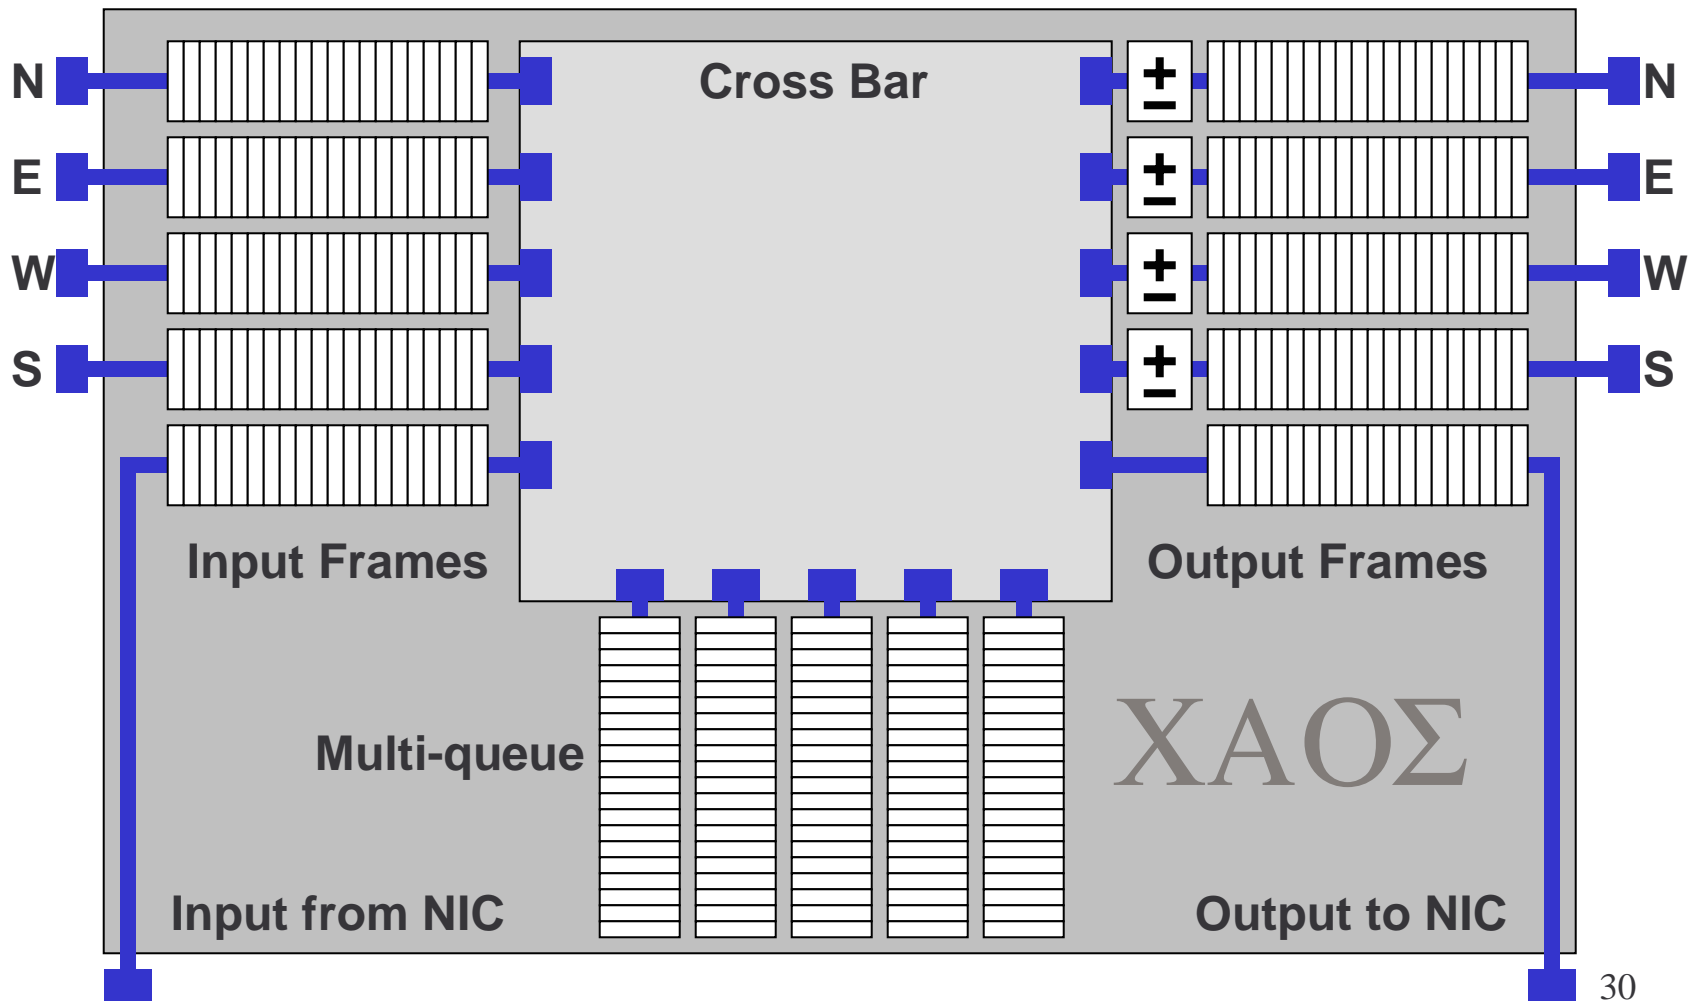 Cross Bar
N
N
±
E
E
±
W
W
±
S
S
±
Input Frames
Output Frames
Multi-queue
ΧΑΟΣ
Input from NIC
Output to NIC
30